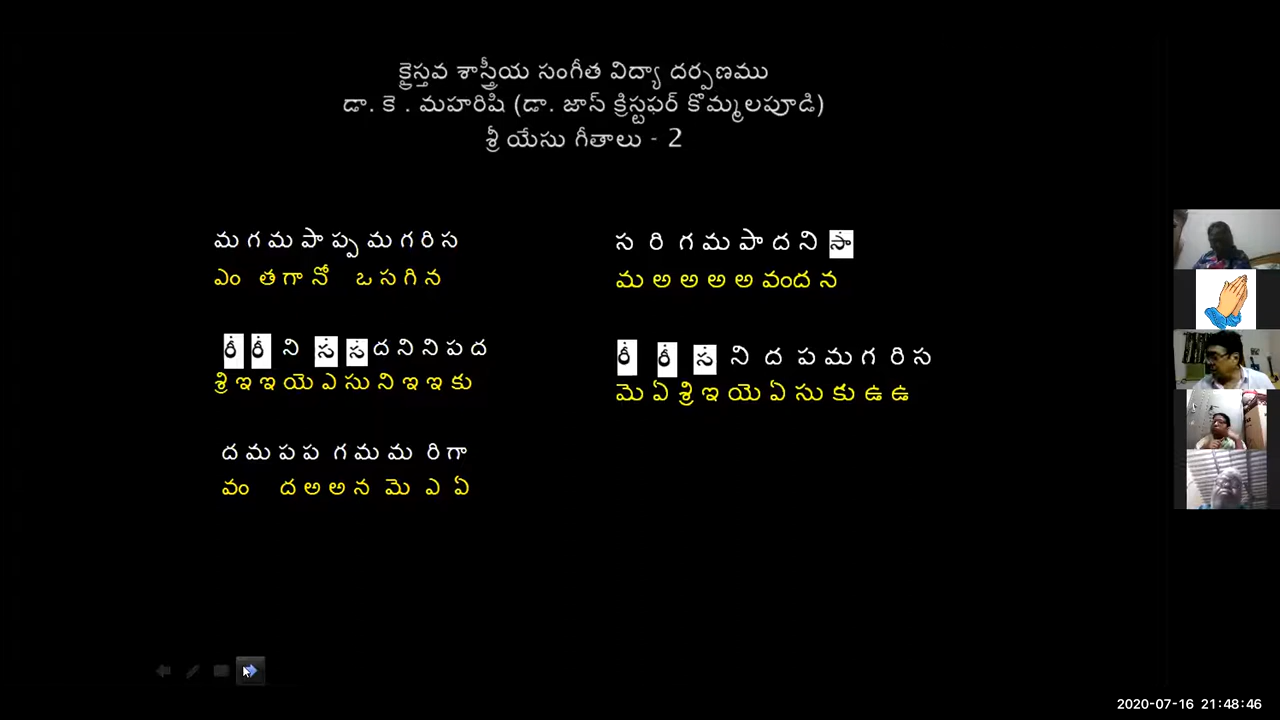 క్రైస్తవ శాస్త్రీయ సంగీత విద్యా దర్పణము
డా. కె . మహరిషి (డా. జాస్ క్రిస్టఫర్ కొమ్మలపూడి)
శ్రీ యేసు గీతాలు - 2
మ గ మ పా ప్ప మ గ రి స
ఎం త గా నో ఒ స గి న
రీ̇ రీ̇ ని స̇ స̇ ద ని ని ప ద
శ్రి ఇ ఇ యె ఎ సు ని ఇ ఇ కు
ద మ ప ప గ మ మ రి గా
వం ద అ అ న మె ఎ ఏ
స రి గ మ పా ద ని సా̇
మ అ అ అ అ వంద న
రీ̇ రీ̇ స̇ ని ద ప మ గ రి స
మె ఏ శ్రి ఇ యె ఏ సు కు ఉ ఉ
2020-07-16 21:48:46